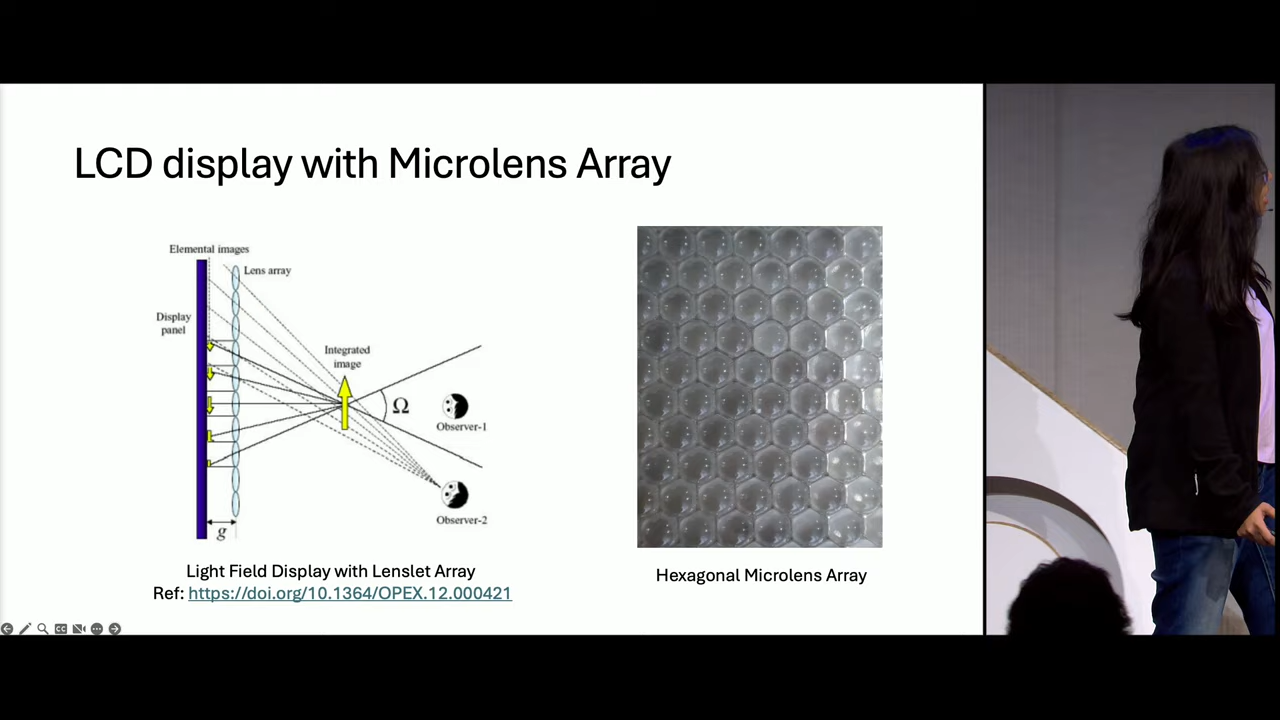 LCD display with Microlens Array
Elemental images
Lens array
Display
panel
Integrated
image
Ω
Observer-1
Observer-2
g
Light Field Display with Lenslet Array
Ref: https://doi.org/10.1364/OPEX.12.000421
Hexagonal Microlens Array
CC